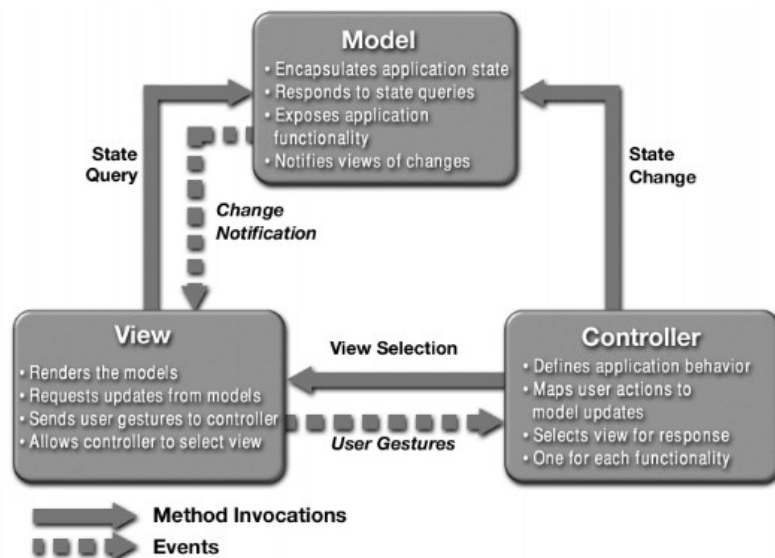 Model
• Encapsulates application state
• Responds to state queries
• Exposes application
functionality
• Notifies views of changes
State
Query
State
Change
Change
Notification
View
• Renders the models
• Requests updates from models
• Sends user gestures to controller
• Allows controller to select view
View Selection
User Gestures
Controller
• Defines application behavior
• Maps user actions to
model updates
• Selects view for response
• One for each functionality
Method Invocations
Events